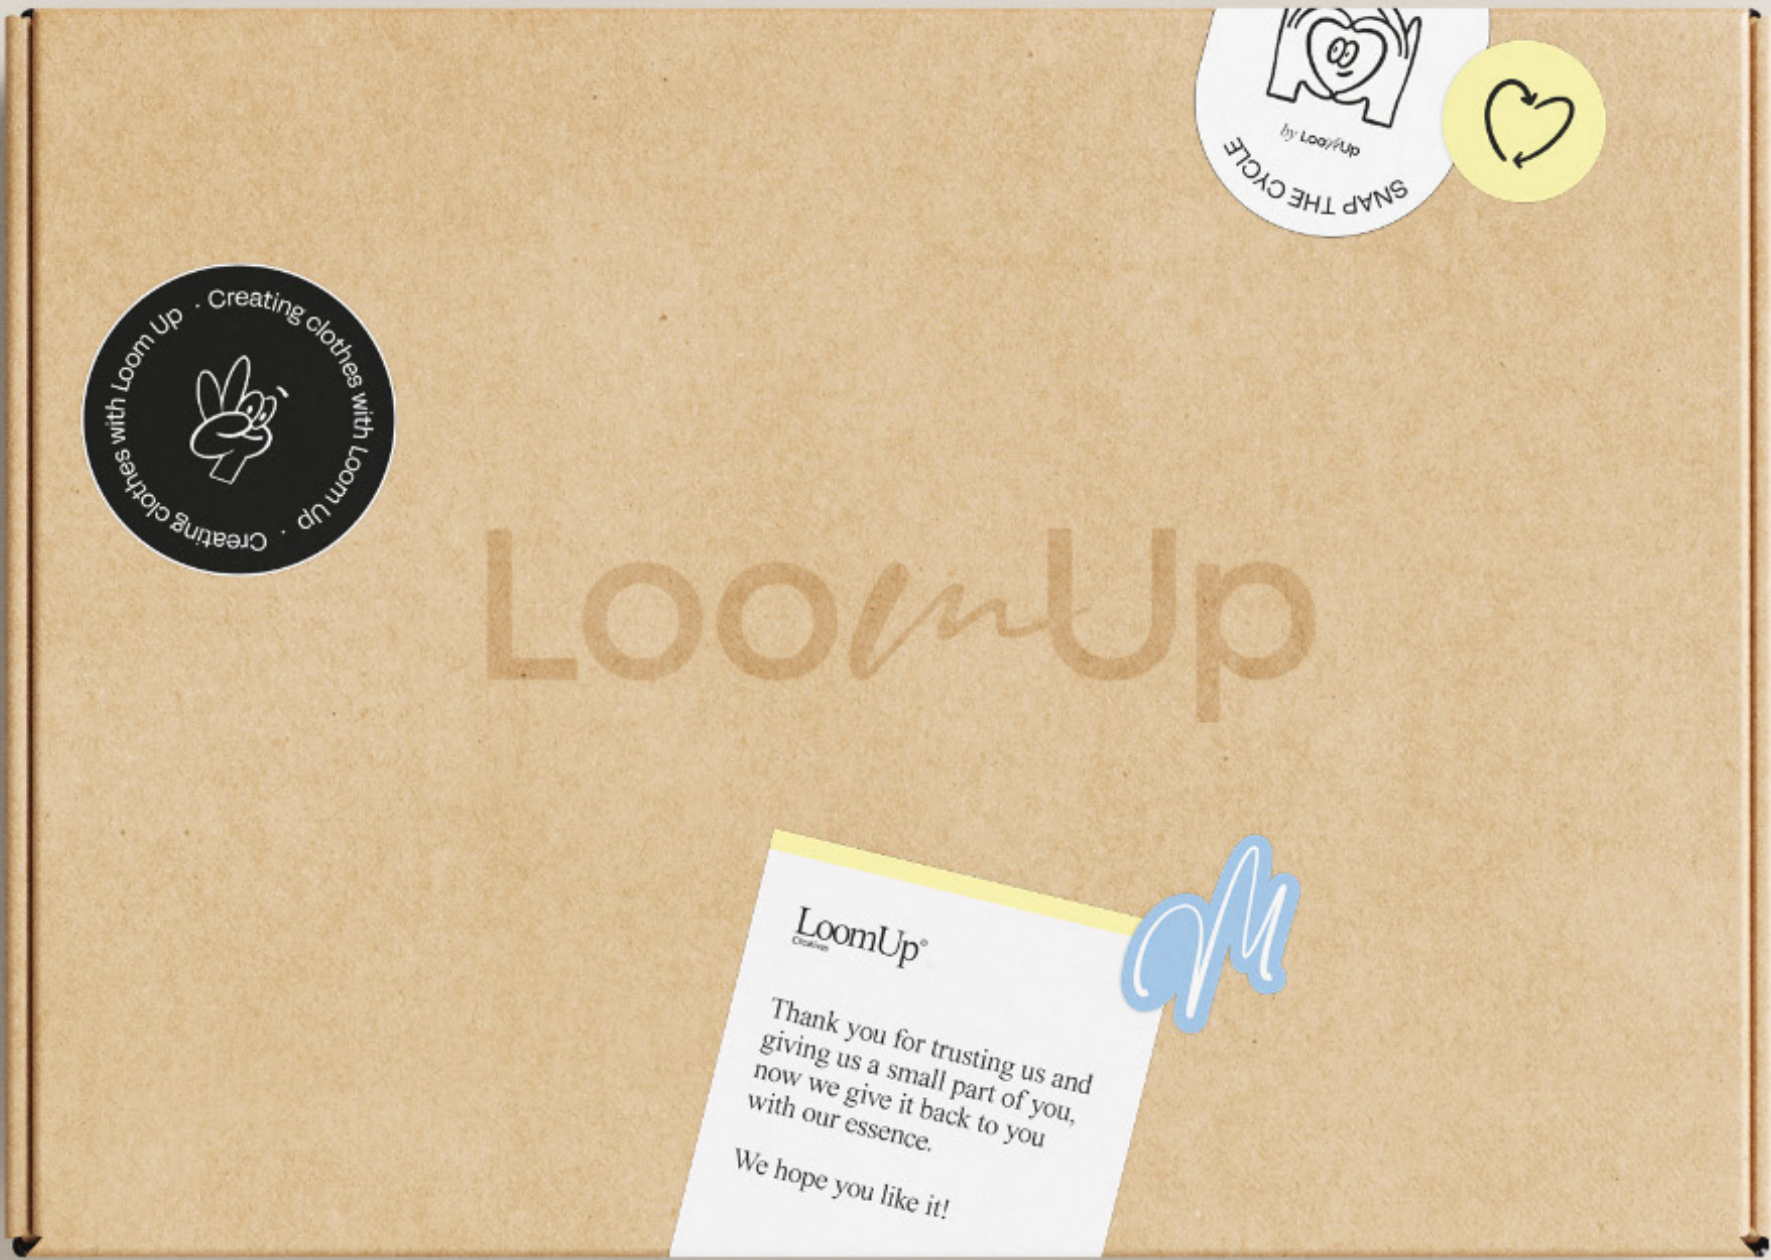 by LoomUp
SNAP THE CYCLE
Creating clothes with Loom Up · Creating clothes with Loom Up ·
LoomUp
LoomUp®
Creatives
Thank you for trusting us and
giving us a small part of you,
now we give it back to you
with our essence.
We hope you like it!
M